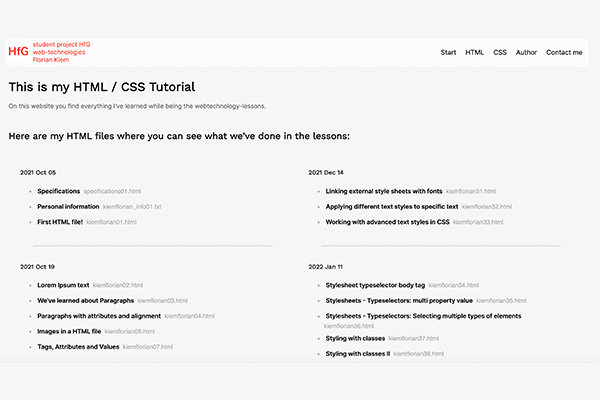 HfG
student project HfG
web-technologies
Florian Kiem
Start HTML CSS Author Contact me
This is my HTML / CSS Tutorial
On this website you find everything I've learned while being the webtechnology-lessons.
Here are my HTML files where you can see what we've done in the lessons:
2021 Oct 05
Specifications specifications01.html
Personal information kiemflorian_info01.txt
First HTML file! kiemflorian01.html
2021 Oct 19
Lorem Ipsum text kiemflorian02.html
We've learned about Paragraphs kiemflorian03.html
Paragraphs with attributes and alignment kiemflorian04.html
Images in a HTML file kiemflorian05.html
Tags, Attributes and Values kiemflorian07.html
2021 Dec 14
Linking external style sheets with fonts kiemflorian31.html
Applying different text styles to specific text kiemflorian32.html
Working with advanced text styles in CSS kiemflorian33.html
2022 Jan 11
Stylesheet typeselector body tag kiemflorian34.html
Stylesheets - Typeselectors: multi property value kiemflorian35.html
Stylesheets - Typeselectors: Selecting multiple types of elements
kiemflorian36.html
Styling with classes kiemflorian37.html
Styling with classes II kiemflorian38.html